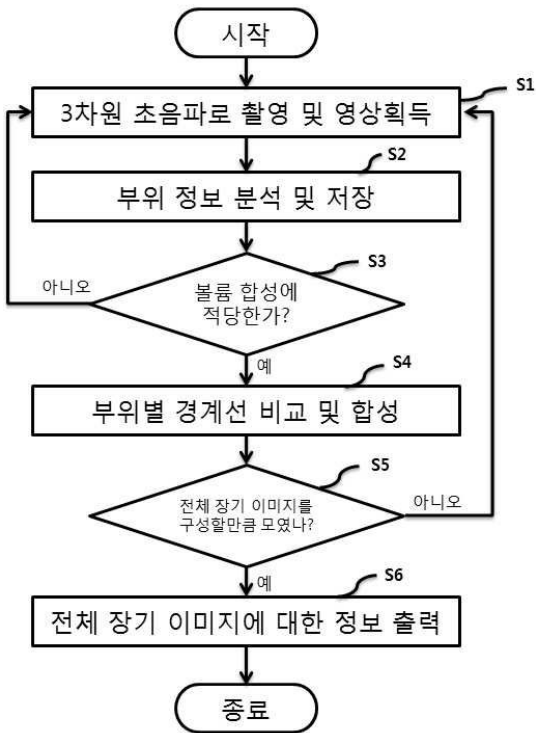 시작
S1
3차원 초음파로 촬영 및 영상획득
S2
부위 정보 분석 및 저장
S3
볼륨 합성에
적당한가?
아니오
예
S4
부위별 경계선 비교 및 합성
S5
전체 장기 이미지를
구성할만큼 모였나?
아니오
예
S6
전체 장기 이미지에 대한 정보 출력
종료